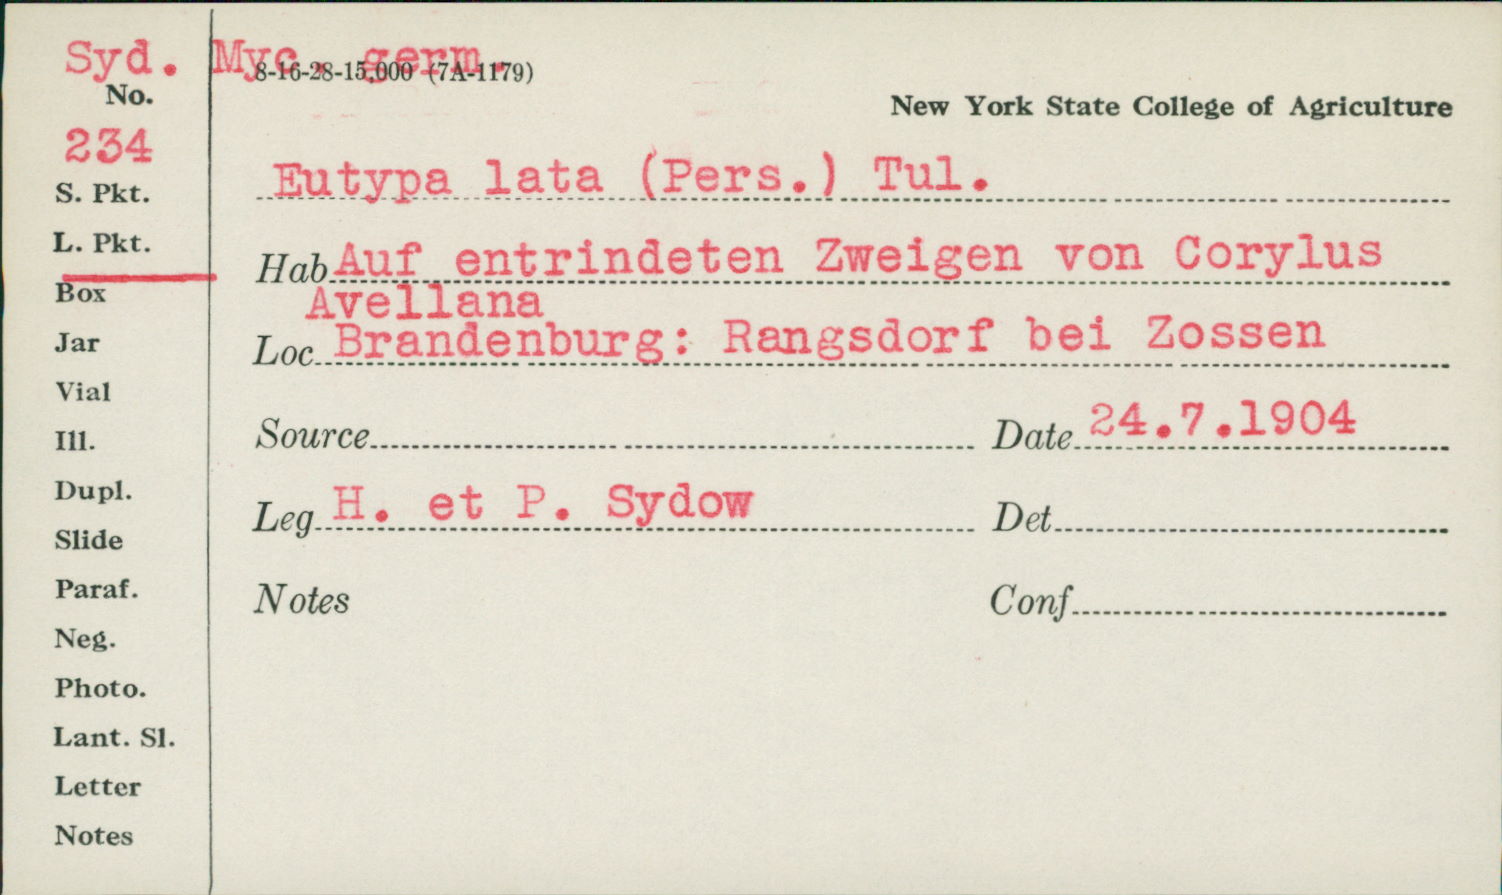 Syd. Myc. germ.
8-16-28-15,000 (7A-1179)
No.
New York State College of Agriculture
234
Eutypa lata (Pers.) Tul.
S. Pkt.
L. Pkt.
Hab Auf entrindeten Zweigen von Corylus
Avellana
Box
Loc Brandenburg: Rangsdorf bei Zossen
Jar
Vial
Source Date 24.7.1904
Ill.
Dupl.
Leg H. et P. Sydow Det
Slide
Paraf.
Notes Conf
Neg.
Photo.
Lant. Sl.
Letter
Notes